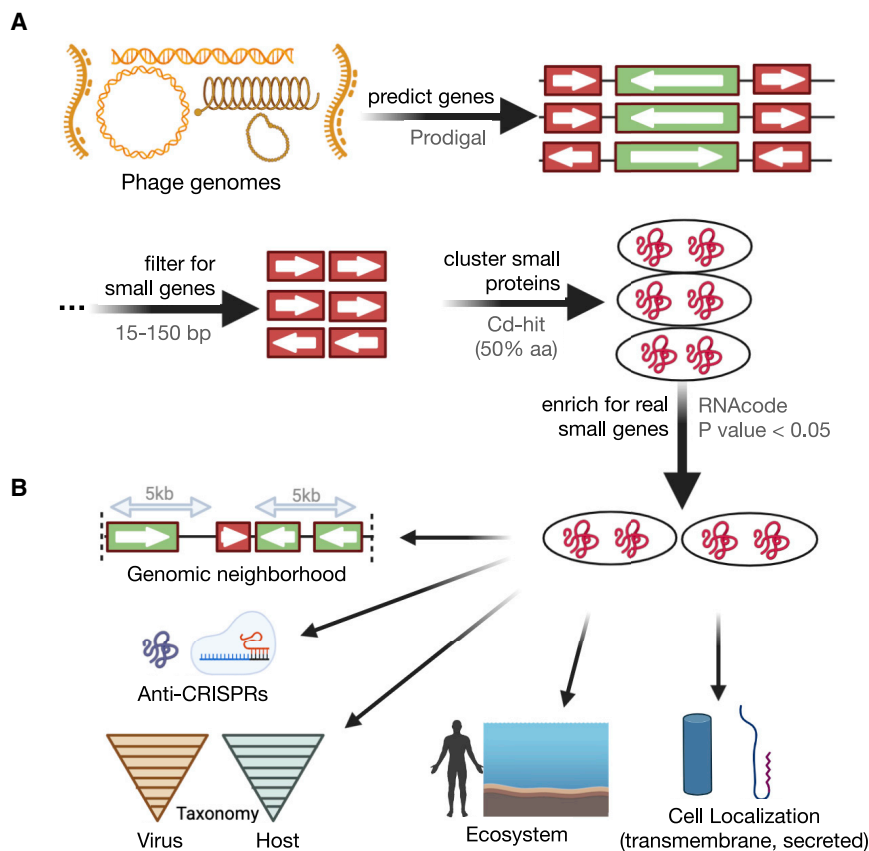 A
predict genes
Prodigal
Phage genomes
filter for
small genes
15-150 bp
cluster small
proteins
Cd-hit
(50% aa)
...
enrich for real
small genes
RNAcode
P value < 0.05
B
5kb
5kb
Genomic neighborhood
Anti-CRISPRs
Taxonomy
Virus
Host
Ecosystem
Cell Localization
(transmembrane, secreted)